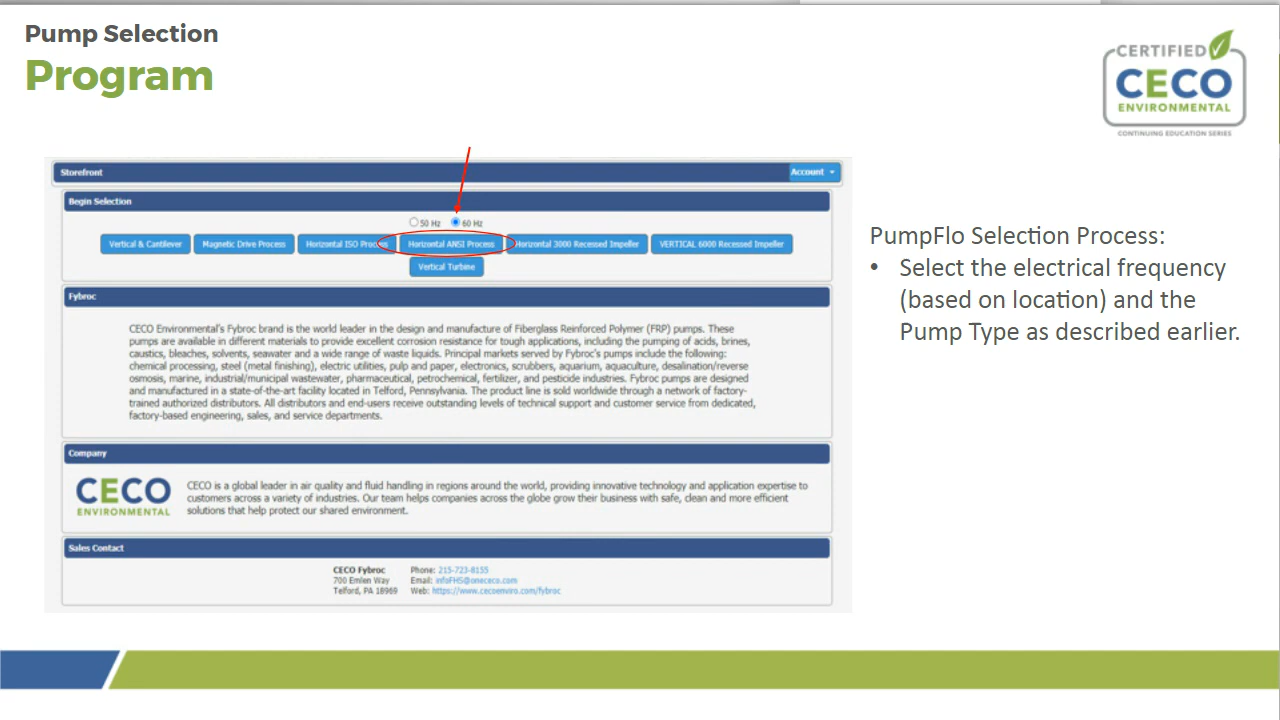 Pump Selection
Program
CERTIFIED
CECO
ENVIRONMENTAL
CONTINUING EDUCATION SERIES
Storefront
Account
Begin Selection
50 Hz 60 Hz
Vertical & Cantilever Magnetic Drive Process Horizontal ISO Process Horizontal ANSI Process Horizontal 3000 Recessed Impeller VERTICAL 6000 Recessed Impeller
Vertical Turbine
Fybroc
CECO Environmental's Fybroc brand is the world leader in the design and manufacture of Fiberglass Reinforced Polymer (FRP) pumps. These
pumps are available in different materials to provide excellent corrosion resistance for tough applications, including the pumping of acids, brines,
caustics, bleaches, solvents, seawater and a wide range of waste liquids. Principal markets served by Fybroc's pumps include the following:
chemical processing, steel (metal finishing), electric utilities, pulp and paper, electronics, scrubbers, aquarium, aquaculture, desalination/reverse
osmosis, marine, industrial/municipal wastewater, pharmaceutical, petrochemical, fertilizer, and pesticide industries. Fybroc pumps are designed
and manufactured in a state-of-the-art facility located in Telford, Pennsylvania. The product line is sold worldwide through a network of factory-
trained authorized distributors. All distributors and end-users receive outstanding levels of technical support and customer service from dedicated,
factory-based engineering, sales, and service departments.
Company
CECO
ENVIRONMENTAL
CECO is a global leader in air quality and fluid handling in regions around the world, providing innovative technology and application expertise to
customers across a variety of industries. Our team helps companies across the globe grow their business with safe, clean and more efficient
solutions that help protect our shared environment.
Sales Contact
CECO Fybroc
700 Emlen Way
Telford, PA 18969
Phone: 215-723-8155
Email: infoFHS@onececo.com
Web: https://www.cecoenviro.com/fybroc
PumpFlo Selection Process:
• Select the electrical frequency
(based on location) and the
Pump Type as described earlier.